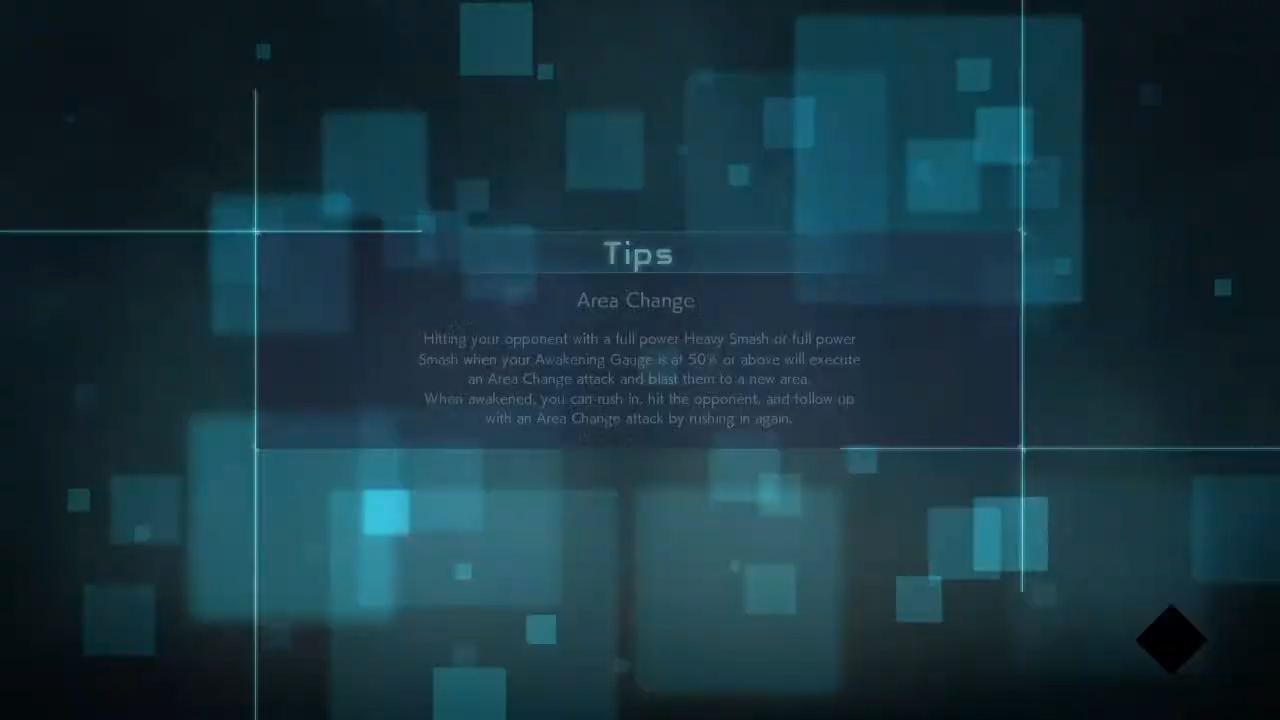 Tips
Area Change
Hitting your opponent with a full power Heavy Smash or full power
Smash when your Awakening Gauge is at 50% or above will execute
an Area Change attack and blast them to a new area.
When awakened, you can rush in, hit the opponent, and follow up
with an Area Change attack by rushing in again.